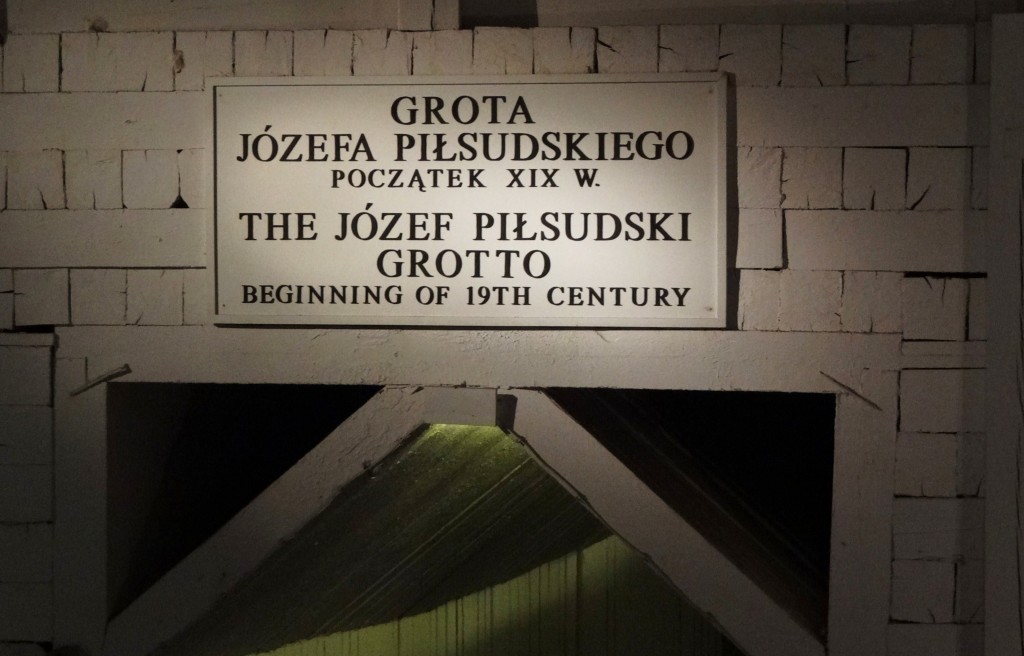 GROTA
JÓZEFA PIŁSUDSKIEGO
POCZĄTEK XIX W.
THE JÓZEF PIŁSUDSKI
GROTTO
BEGINNING OF 19TH CENTURY